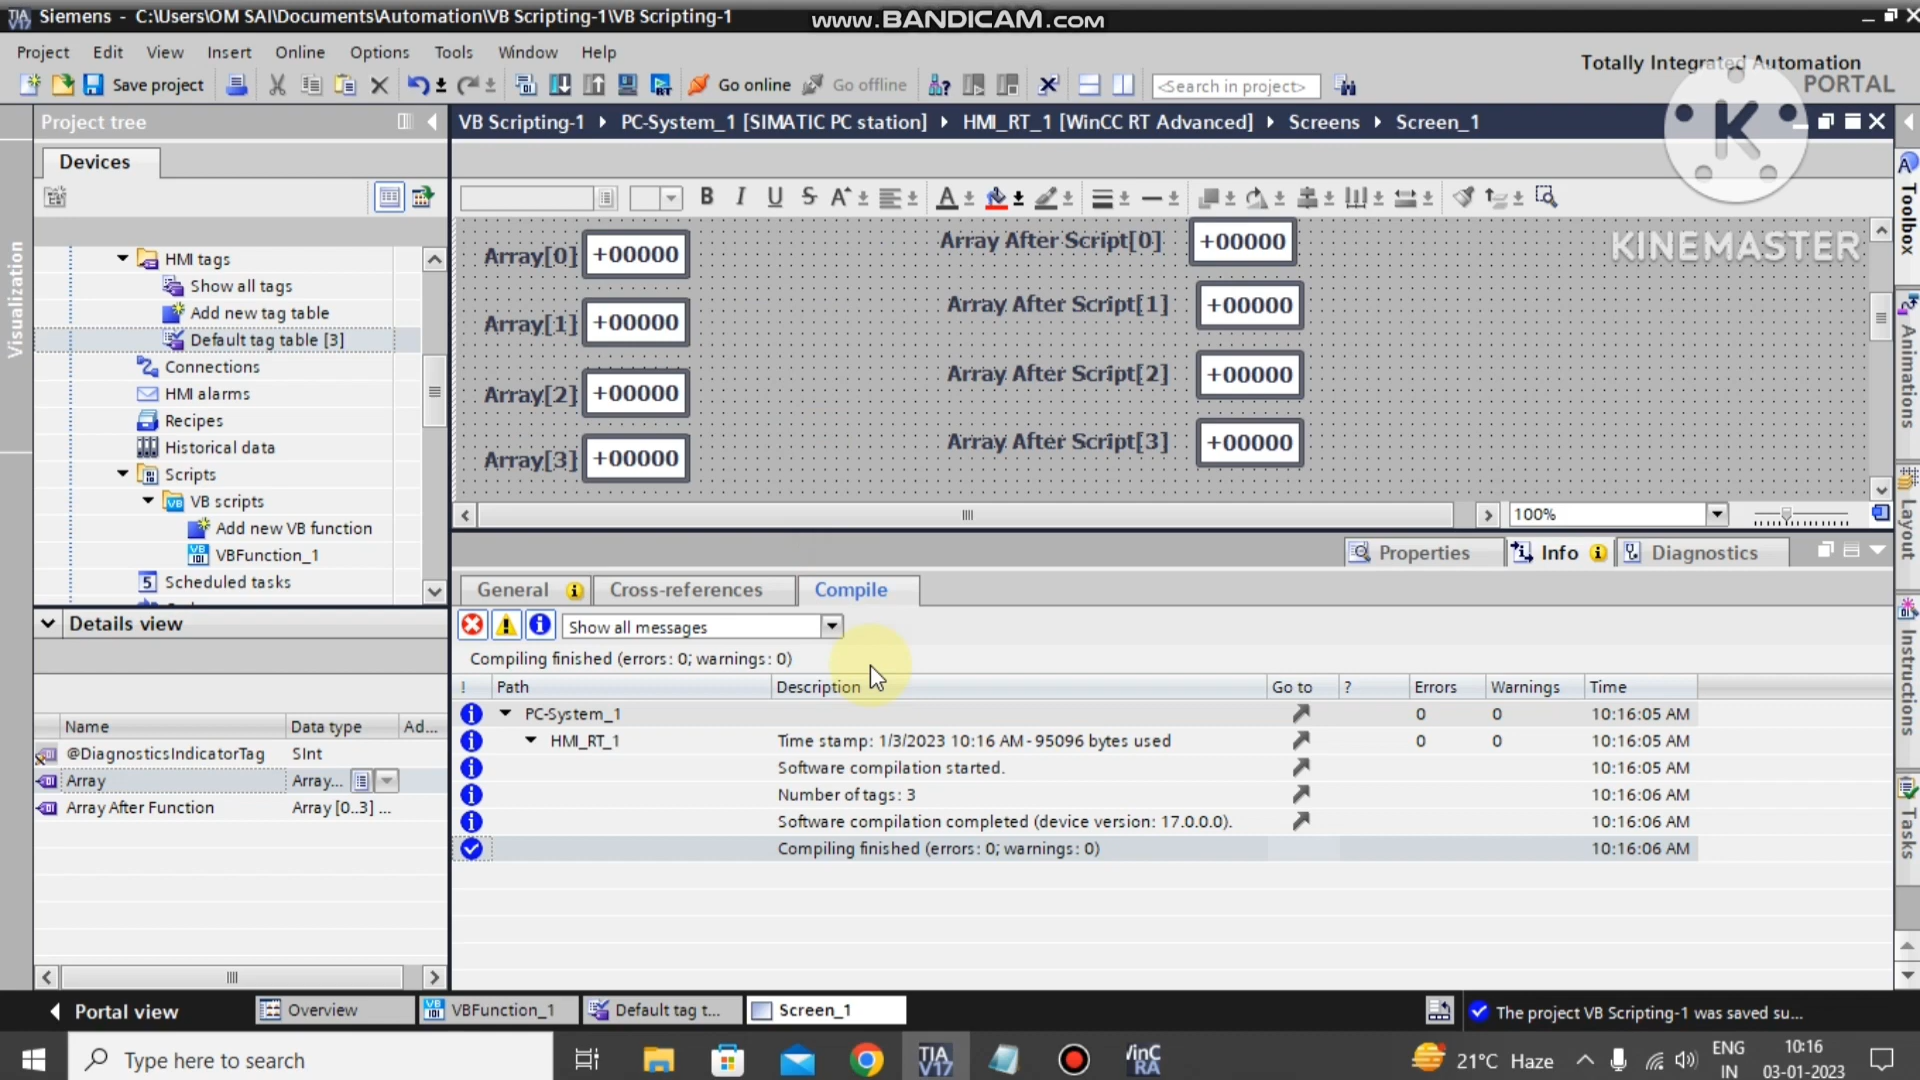 Siemens - C:\Users\OM SAI\Documents\Automation\VB Scripting-1\VB Scripting-1
www.BANDICAM.com
Project Edit View Insert Online Options Tools Window Help
Totally Integrated Automation
PORTAL
Save project
Go online
Go offline
<Search in project>
K
Project tree
VB Scripting-1 PC-System_1 [SIMATIC PC station] HMI_RT_1 [WinCC RT Advanced] Screens Screen_1
Devices
B I U S A A
KINEMASTER
Visualization
HMI tags
Show all tags
Add new tag table
Default tag table [3]
Connections
HMI alarms
Recipes
Historical data
Scripts
VB scripts
Add new VB function
VBFunction_1
Scheduled tasks
Array[0] +00000
Array[1] +00000
Array[2] +00000
Array[3] +00000
Array After Script[0] +00000
Array After Script[1] +00000
Array After Script[2] +00000
Array After Script[3] +00000
100%
Toolbox
Animations
Layout
Instructions
Tasks
Properties Info Diagnostics
General Cross-references Compile
Show all messages
Compiling finished (errors: 0; warnings: 0)
! Path Description Go to ? Errors Warnings Time
PC-System_1 0 0 10:16:05 AM
HMI_RT_1 Time stamp: 1/3/2023 10:16 AM - 95096 bytes used 0 0 10:16:05 AM
Software compilation started. 10:16:05 AM
Number of tags: 3 10:16:06 AM
Software compilation completed (device version: 17.0.0.0). 10:16:06 AM
Compiling finished (errors: 0; warnings: 0) 10:16:06 AM
Details view
Name Data type Ad...
@DiagnosticsIndicatorTag SInt
Array Array...
Array After Function Array [0..3] ...
Portal view Overview VBFunction_1 Default tag t... Screen_1
The project VB Scripting-1 was saved su...
Type here to search
TIA V17
VinC RA
21°C Haze
ENG IN
10:16
03-01-2023